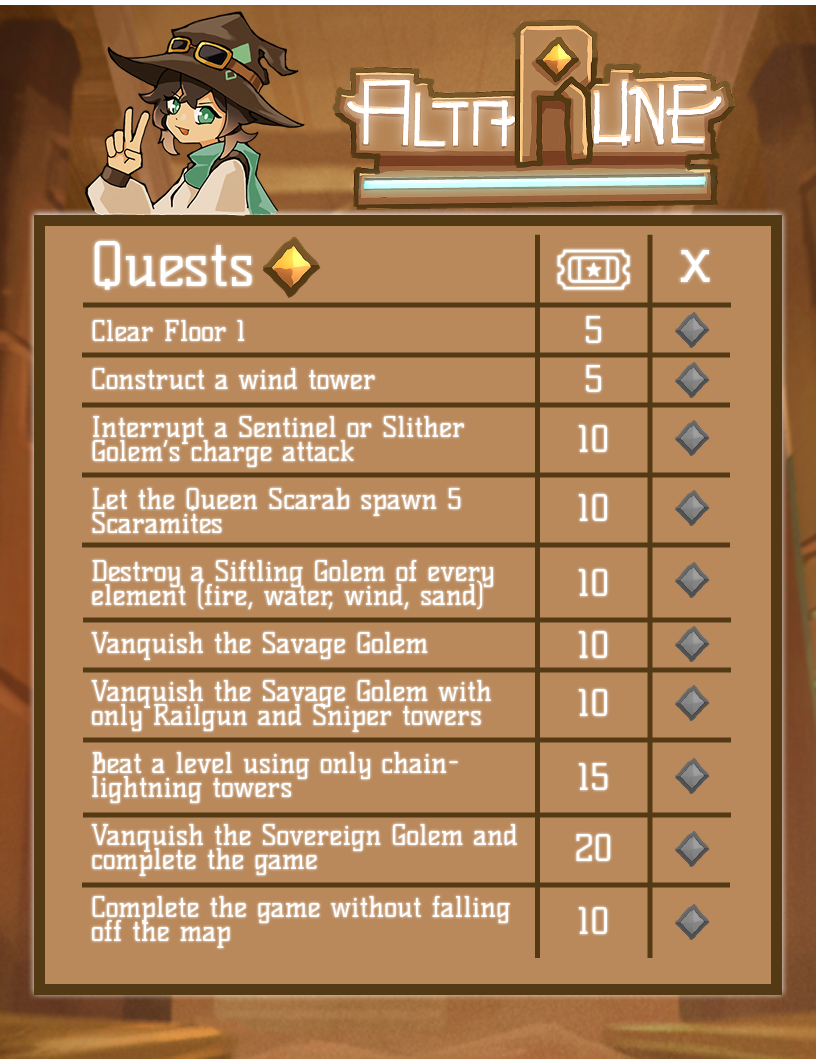 ALTARUNE
Quests X
Clear Floor 1 5
Construct a wind tower 5
Interrupt a Sentinel or Slither
Golem's charge attack 10
Let the Queen Scarab spawn 5
Scaramites 10
Destroy a Siftling Golem of every
element (fire, water, wind, sand) 10
Vanquish the Savage Golem 10
Vanquish the Savage Golem with
only Railgun and Sniper towers 10
Beat a level using only chain-
lightning towers 15
Vanquish the Sovereign Golem and
complete the game 20
Complete the game without falling
off the map 10